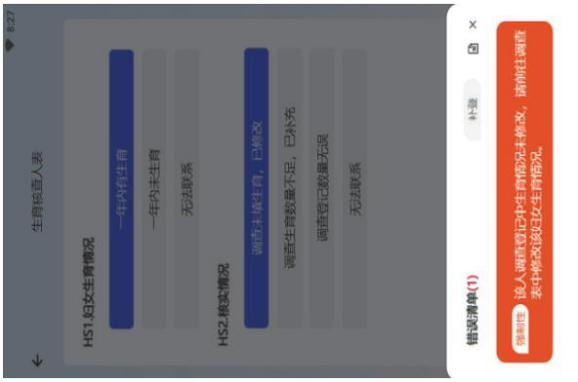 8:27
生育核查人表
HS1.妇女生育情况
一年内有生育
一年内未生育
无法联系
HS2.核实情况
调查未填生育，已修改
调查生育数量不足，已补充
调查登记数量无误
无法联系
错误清单(1)
补登
强制性 该人调查登记中生育情况未修改，请前往调查
表中修改该妇女生育情况。